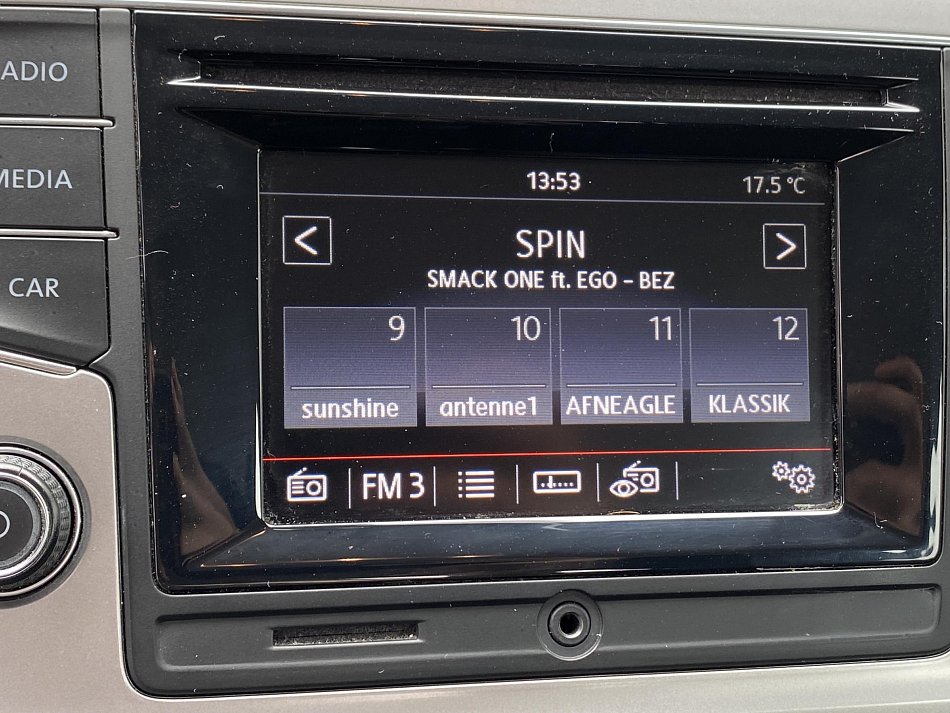 ADIO
MEDIA
CAR
13:53
17.5 °C
<
SPIN
>
SMACK ONE ft. EGO - BEZ
9 10 11 12
sunshine antenne1 AFNEAGLE KLASSIK
FM 3